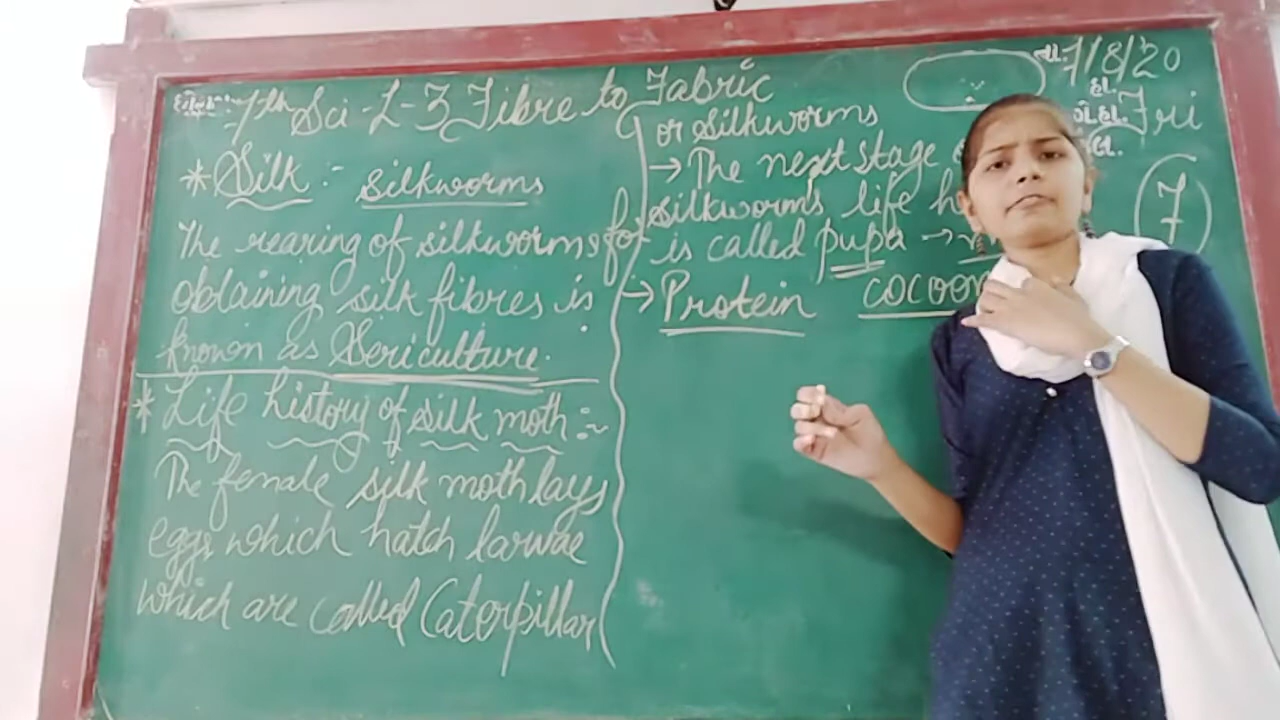 7th Sci-L-3 Fibre to Fabric
તા. 7/8/20
હા.
ગે.હા. Fri
7
* Silk :- silkworms
The rearing of silkworms for
obtaining silk fibres is
known as Sericulture.
* Life history of silk moth :-
The female silk moth lays
eggs which hatch larvae
which are called Caterpillar
or silkworms
→ The next stage
silkworms life h
is called pupa →
→ Protein cocoon